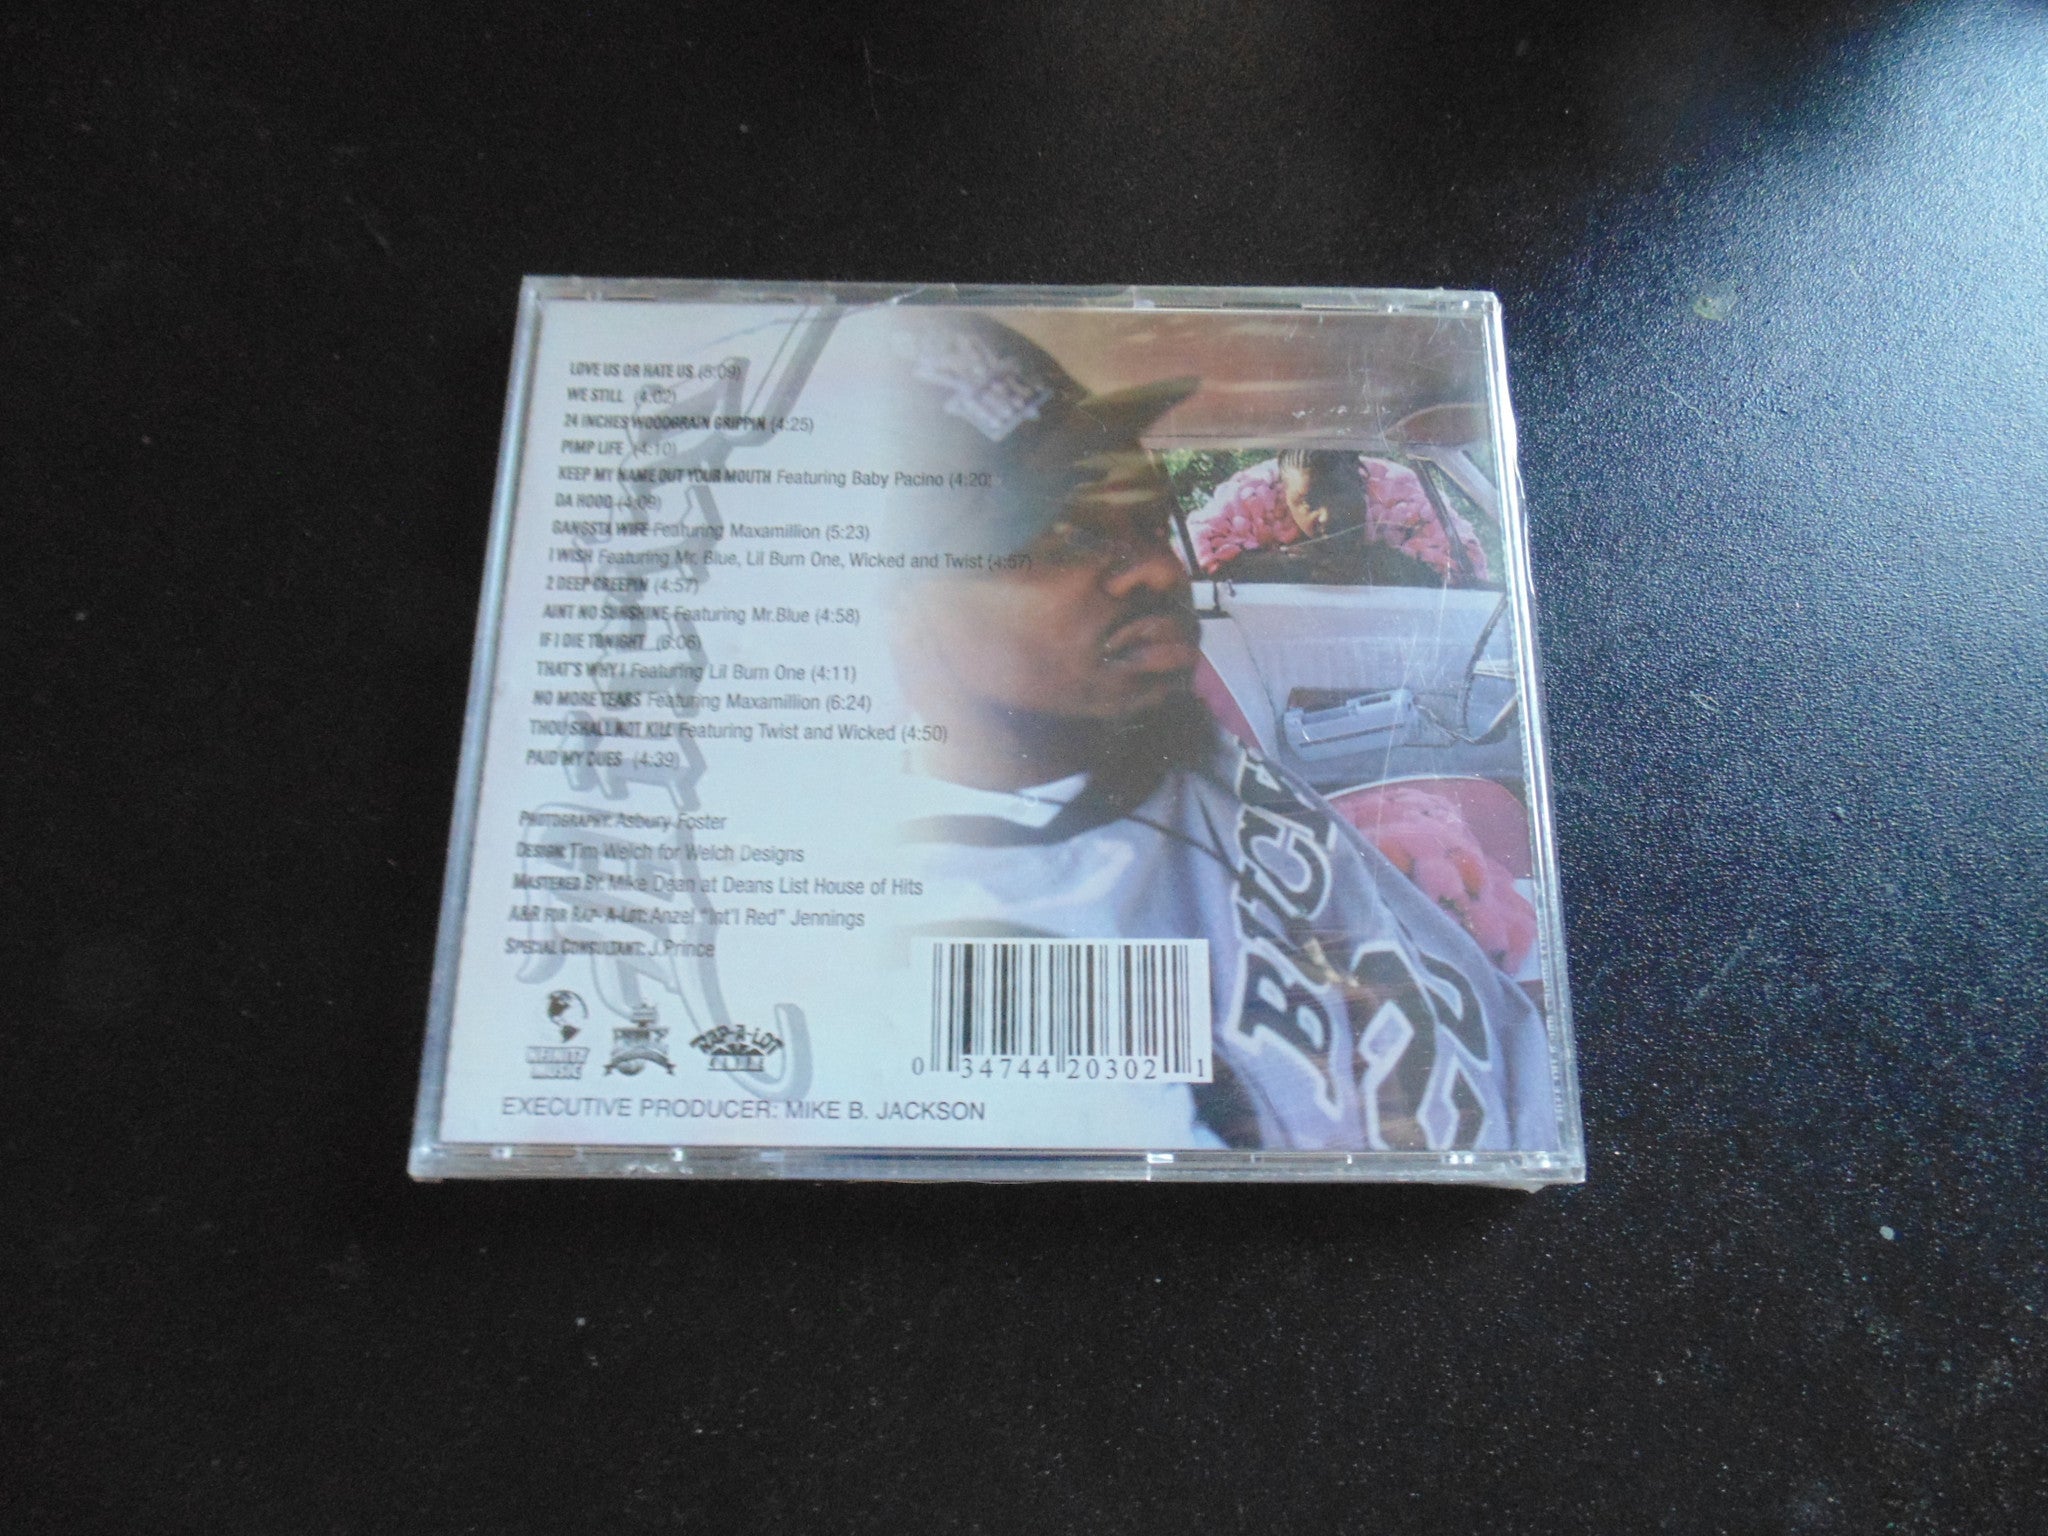 LOVE US OR HATE US (5:09)
WE STILL (4:02)
24 INCHES WOODGRAIN GRIPPIN (4:25)
PIMP LIFE (4:10)
KEEP MY NAME OUT YOUR MOUTH Featuring Baby Pacino (4:20)
DA HOOD (4:09)
GANGSTA WIFE Featuring Maxamillion (5:23)
I WISH Featuring Mr. Blue, Lil Burn One, Wicked and Twist (4:57)
2 DEEP CREEPIN (4:57)
AINT NO SUNSHINE Featuring Mr.Blue (4:58)
IF I DIE TONIGHT (6:06)
THAT'S WHY I Featuring Lil Burn One (4:11)
NO MORE TEARS Featuring Maxamillion (6:24)
THOU SHALL NOT KILL Featuring Twist and Wicked (4:50)
PAID MY DUES (4:39)
PHOTOGRAPHY: Asbury Foster
DESIGN: Tim Welch for Welch Designs
MASTERED BY: Mike Dean at Deans List House of Hits
A&R FOR RAP-A-LOT: Anzel "Int'l Red" Jennings
SPECIAL CONSULTANT: J.Prince
INFINITY
MUSIC
RAP-A-LOT
BUCK
0 34744 20302 1
EXECUTIVE PRODUCER: MIKE B. JACKSON